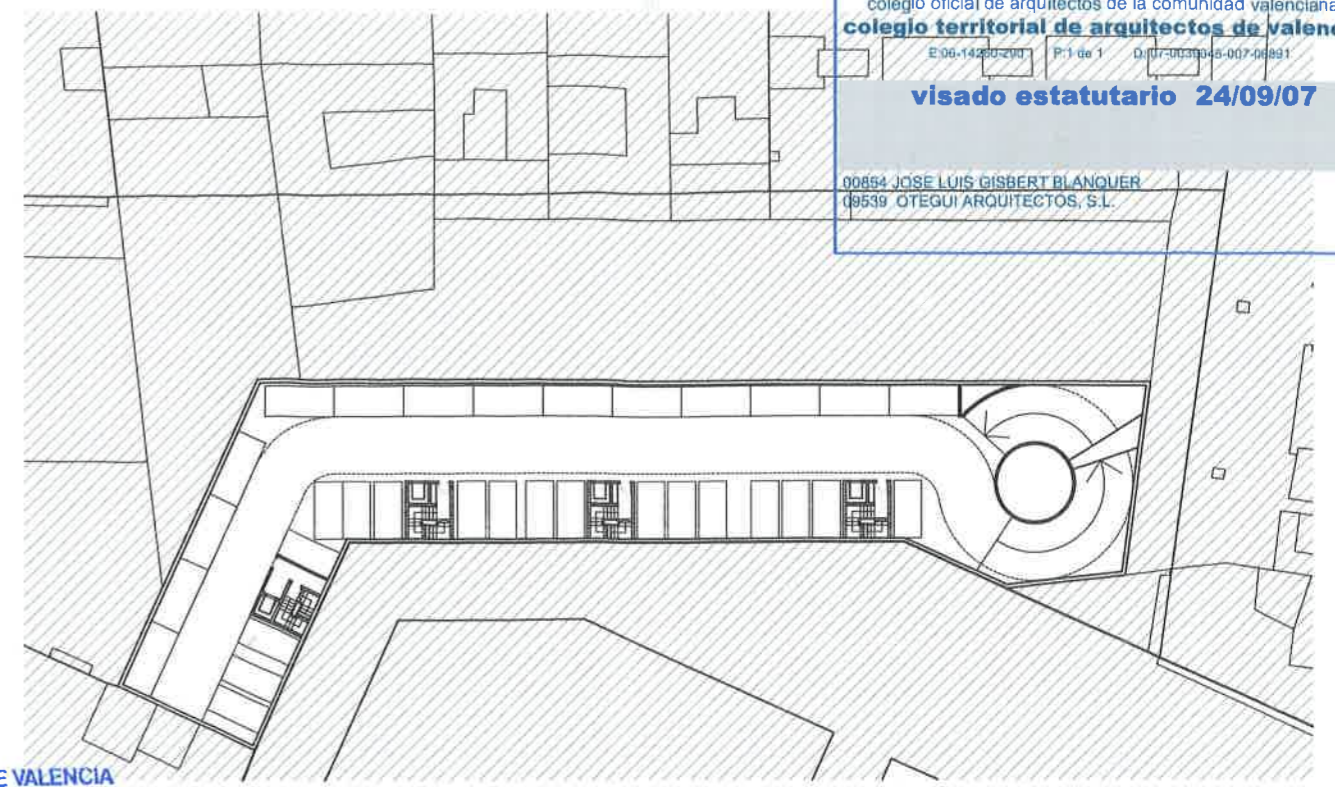 colegio oficial de arquitectos de la comunidad valenciana
colegio territorial de arquitectos de valenc
P:1 de 1
visado estatutario 24/09/07
00854 JOSE LUIS GISBERT BLANQUER
09539 OTEGUI ARQUITECTOS, S.L.
E VALENCIA